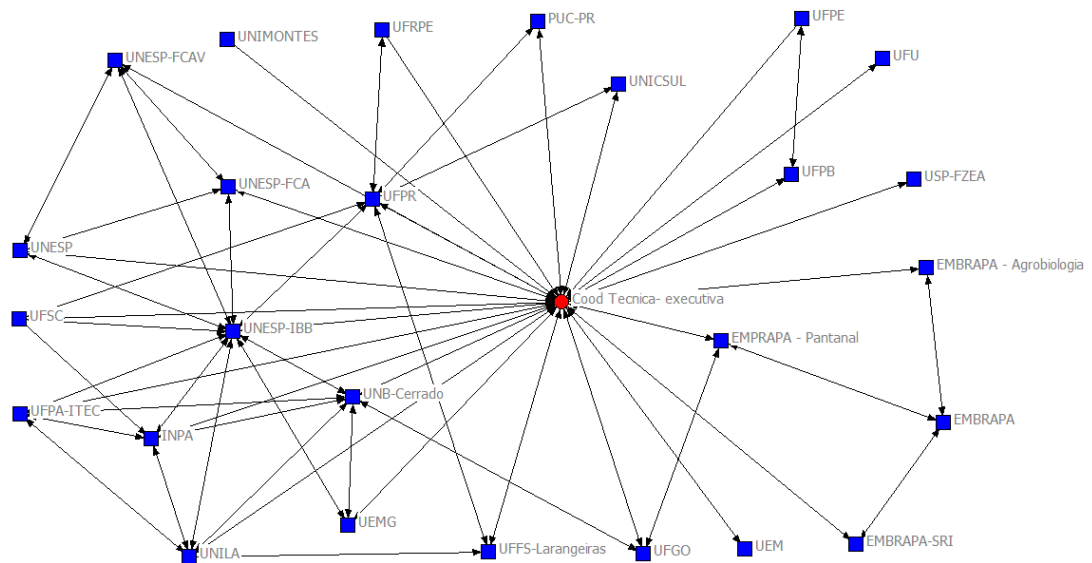 UFPE
PUC-PR
UFRPE
UNIMONTES
UNESP-FCAV
UFU
UNICSUL
UFPB
USP-FZEA
UNESP-FCA
UFPR
UNESP
EMBRAPA - Agrobiologia
Cood Tecnica- executiva
UFSC
UNESP-IBB
EMPRAPA - Pantanal
UNB-Cerrado
UFPA-ITEC
EMBRAPA
INPA
UEMG
EMBRAPA-SRI
UEM
UFFS-Larangeiras
UFGO
UNILA